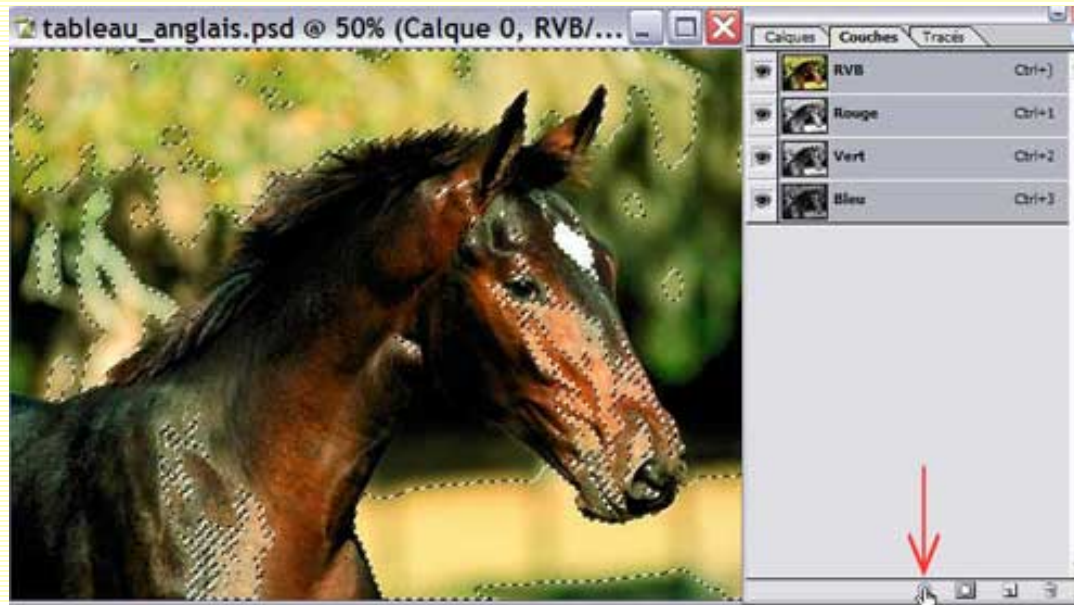 tableau_anglais.psd @ 50% (Calque 0, RVB/...
Calques Couches Tracés
RVB Ctrl+)
Rouge Ctrl+1
Vert Ctrl+2
Bleu Ctrl+3